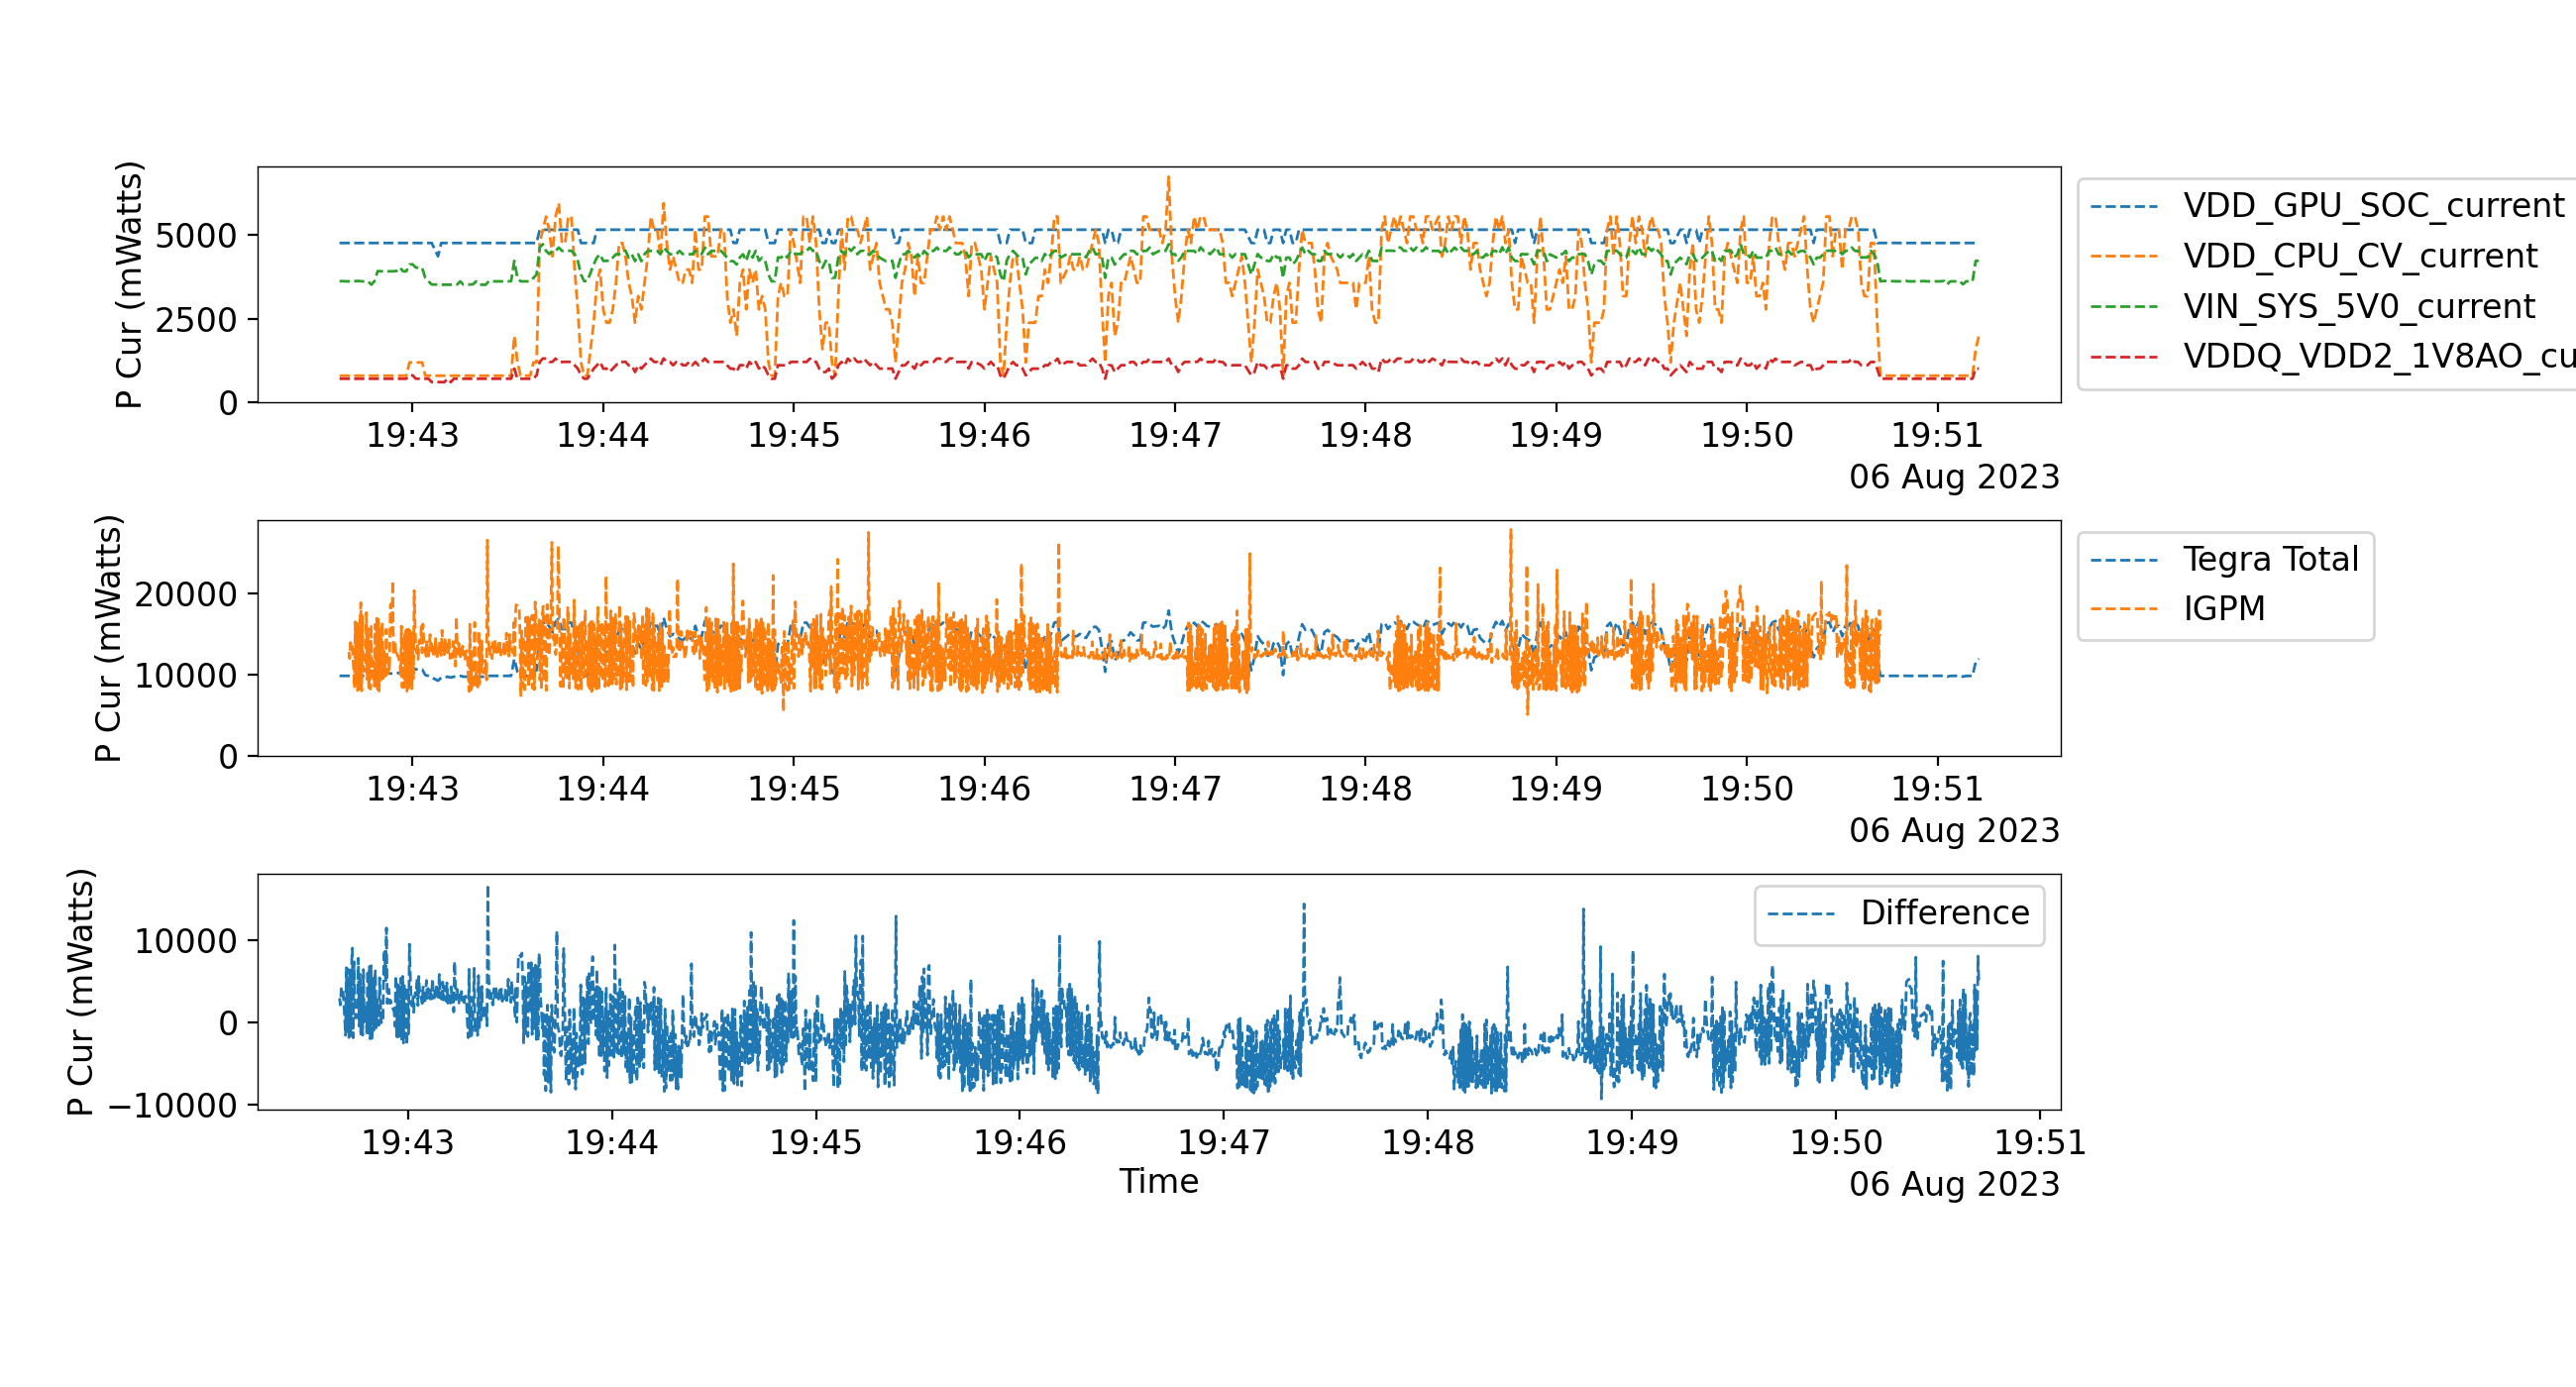 P Cur (mWatts)
5000
2500
0
19:43 19:44 19:45 19:46 19:47 19:48 19:49 19:50 19:51
06 Aug 2023
VDD_GPU_SOC_current
VDD_CPU_CV_current
VIN_SYS_5V0_current
VDDQ_VDD2_1V8AO_cu
P Cur (mWatts)
20000
10000
0
19:43 19:44 19:45 19:46 19:47 19:48 19:49 19:50 19:51
06 Aug 2023
Tegra Total
IGPM
P Cur (mWatts)
10000
0
−10000
Difference
19:43 19:44 19:45 19:46 19:47 19:48 19:49 19:50 19:51
Time
06 Aug 2023